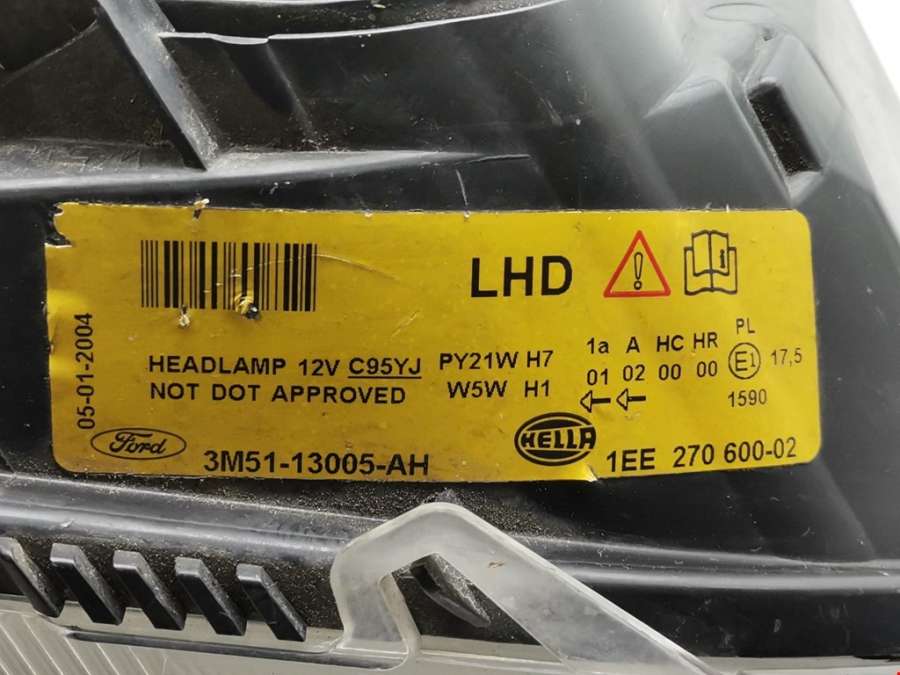 LHD
05-01-2004
HEADLAMP 12V C95YJ PY21W H7
NOT DOT APPROVED W5W H1
1a A HC HR PL
01 02 00 00 E1 17,5
1590
Ford
3M51-13005-AH
HELLA
1EE 270 600-02